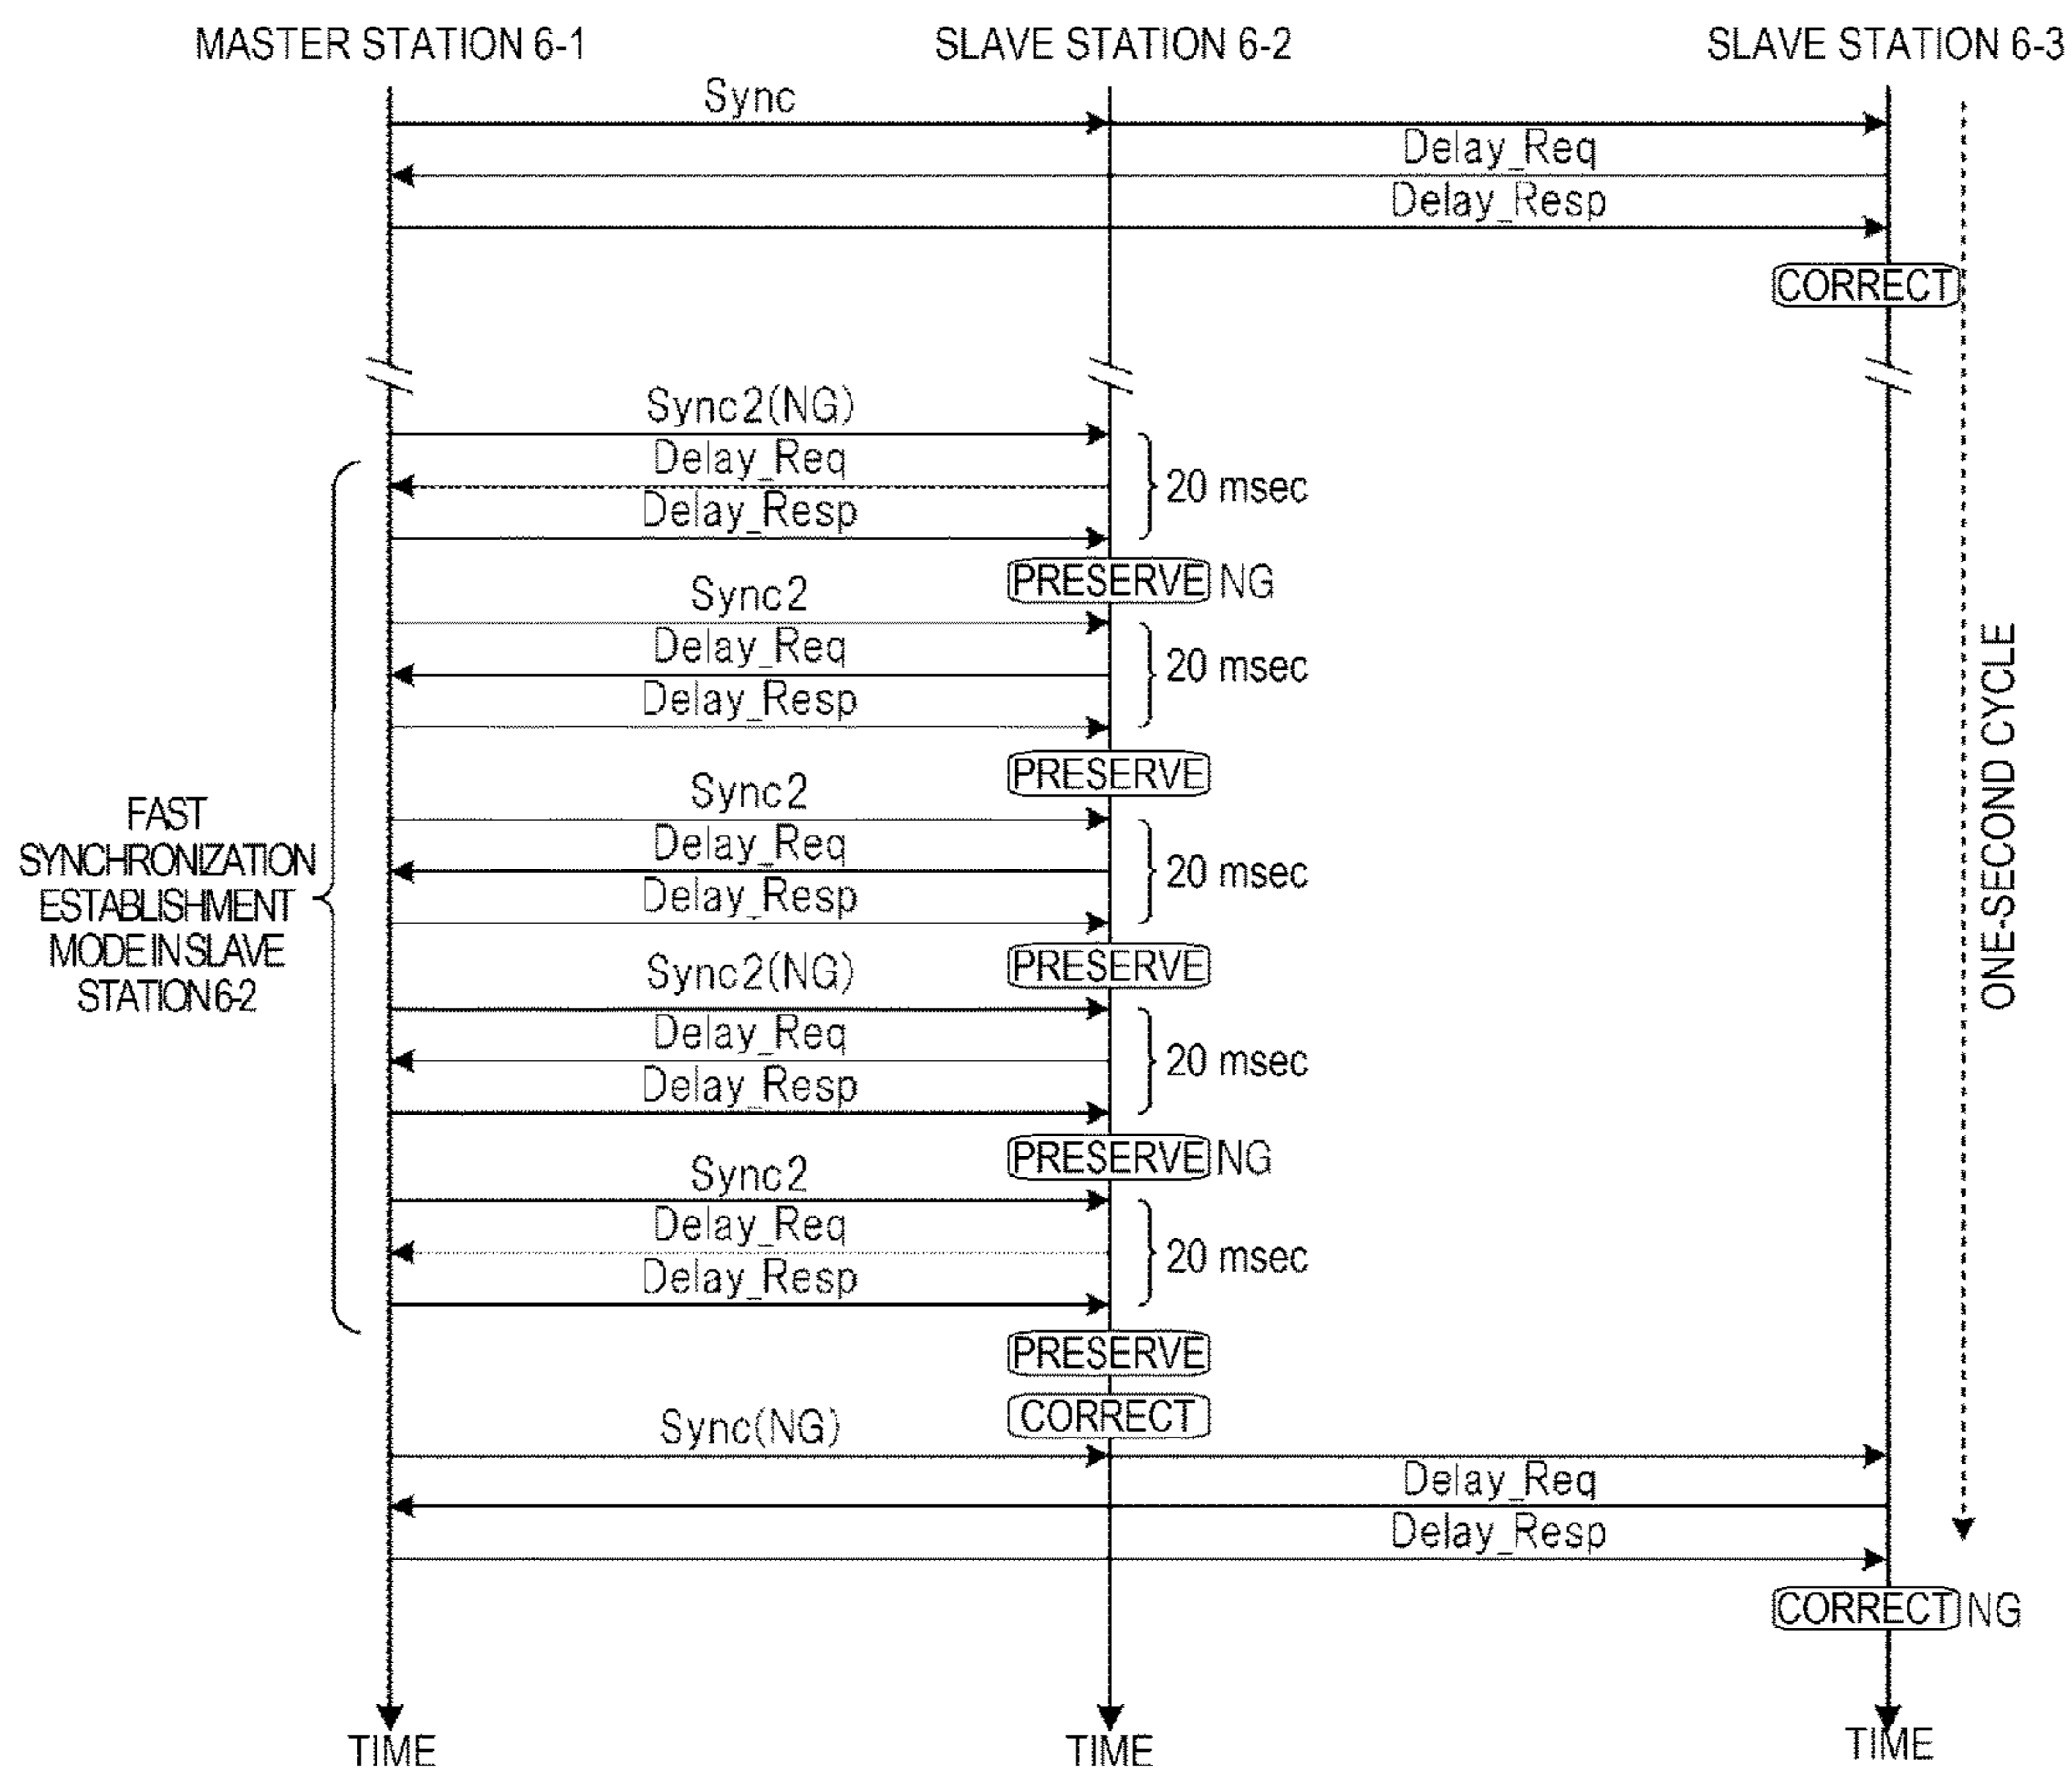 MASTER STATION 6-1
SLAVE STATION 6-2
SLAVE STATION 6-3
Sync
Delay_Req
Delay_Resp
CORRECT
Sync2(NG)
Delay_Req
20 msec
Delay_Resp
PRESERVE NG
Sync2
Delay_Req
20 msec
Delay_Resp
PRESERVE
Sync2
Delay_Req
20 msec
Delay_Resp
PRESERVE
Sync2(NG)
Delay_Req
20 msec
Delay_Resp
PRESERVE NG
Sync2
Delay_Req
20 msec
Delay_Resp
PRESERVE
CORRECT
FAST
SYNCHRONIZATION
ESTABLISHMENT
MODE IN SLAVE
STATION 6-2
ONE-SECOND CYCLE
Sync(NG)
Delay_Req
Delay_Resp
CORRECT NG
TIME
TIME
TIME